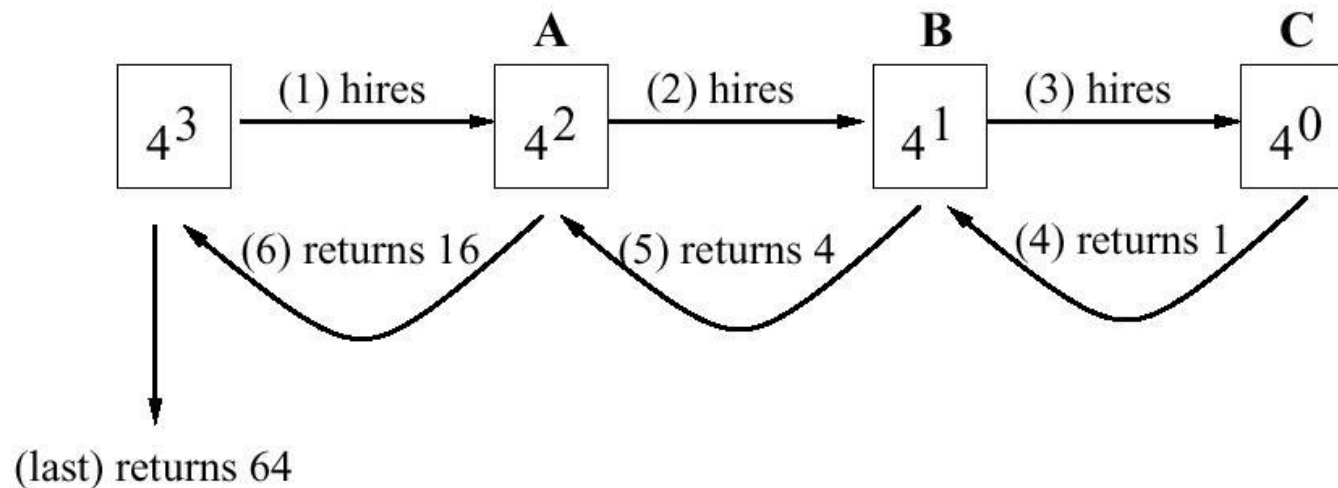 A B C
(1) hires (2) hires (3) hires
4^3 4^2 4^1 4^0
(6) returns 16 (5) returns 4 (4) returns 1
(last) returns 64